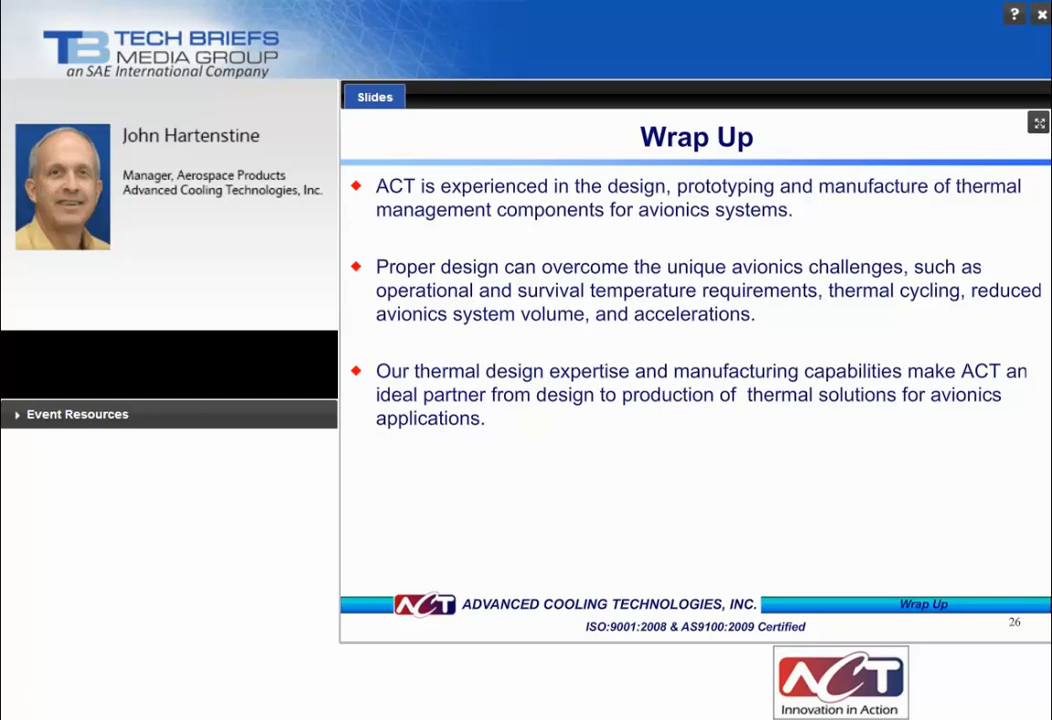 ? ×
TB TECH BRIEFS
MEDIA GROUP
an SAE International Company
John Hartenstine
Manager, Aerospace Products
Advanced Cooling Technologies, Inc.
Event Resources
Slides
Wrap Up
ACT is experienced in the design, prototyping and manufacture of thermal
management components for avionics systems.
Proper design can overcome the unique avionics challenges, such as
operational and survival temperature requirements, thermal cycling, reduced
avionics system volume, and accelerations.
Our thermal design expertise and manufacturing capabilities make ACT an
ideal partner from design to production of thermal solutions for avionics
applications.
ACT ADVANCED COOLING TECHNOLOGIES, INC. Wrap Up
ISO:9001:2008 & AS9100:2009 Certified 26
ACT
Innovation in Action